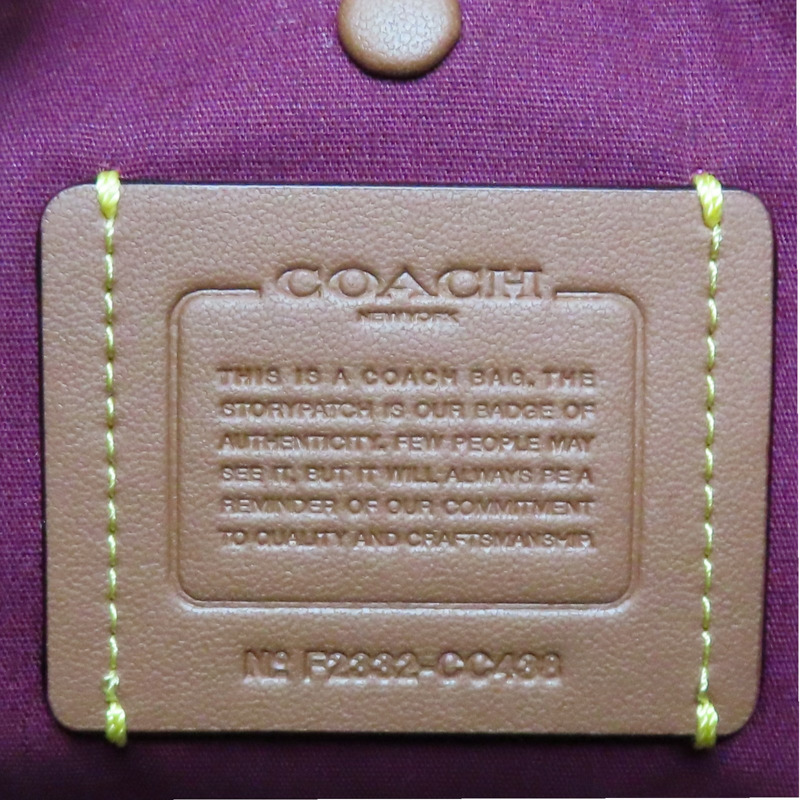 COACH
NEW YORK
THIS IS A COACH BAG. THE
STORYPATCH IS OUR BADGE OF
AUTHENTICITY. FEW PEOPLE MAY
SEE IT, BUT IT WILL ALWAYS BE A
REMINDER OF OUR COMMITMENT
TO QUALITY AND CRAFTSMANSHIP.
Nº F2332-CC438